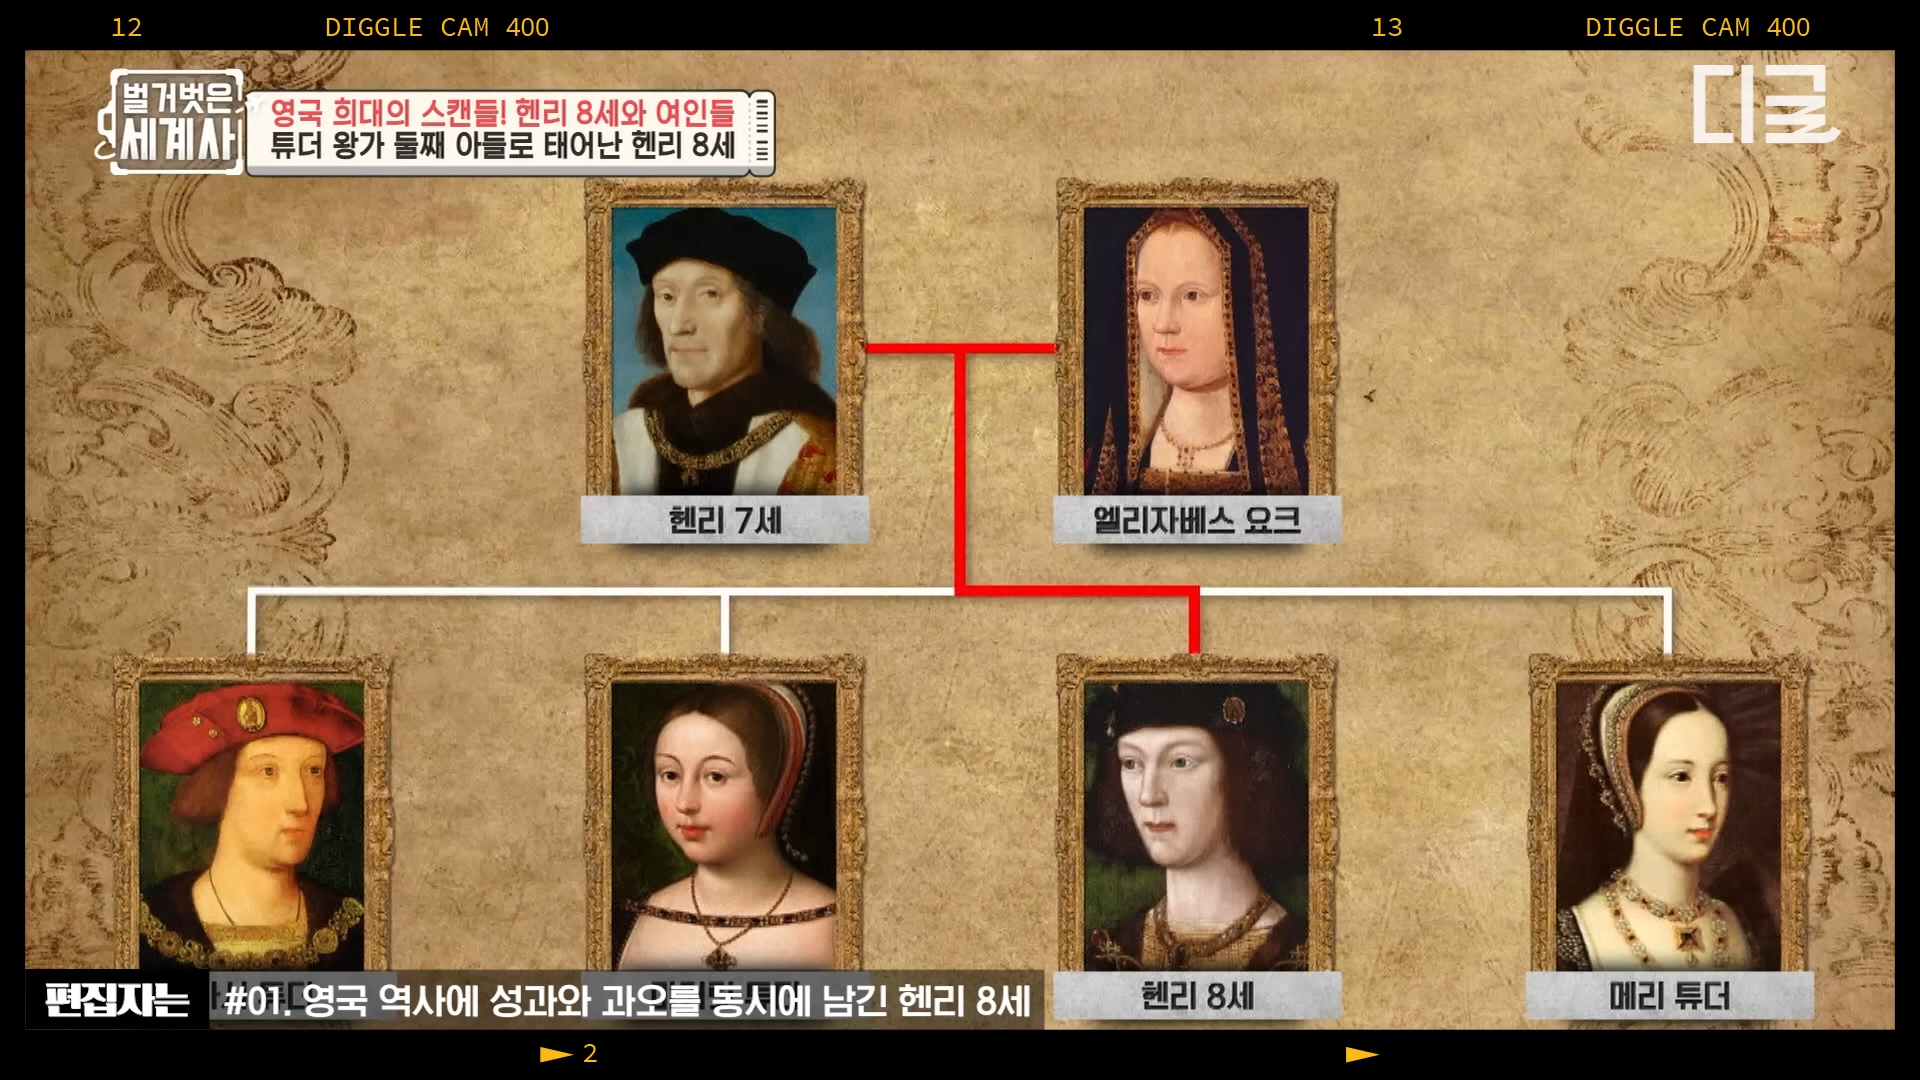 12
DIGGLE CAM 400
13
DIGGLE CAM 400
벌거벗은
세계사
영국 희대의 스캔들! 헨리 8세와 여인들
튜더 왕가 둘째 아들로 태어난 헨리 8세
디글
헨리 7세
엘리자베스 요크
편집자는
#01. 영국 역사에 성과와 과오를 동시에 남긴 헨리 8세
헨리 8세
메리 튜더
2